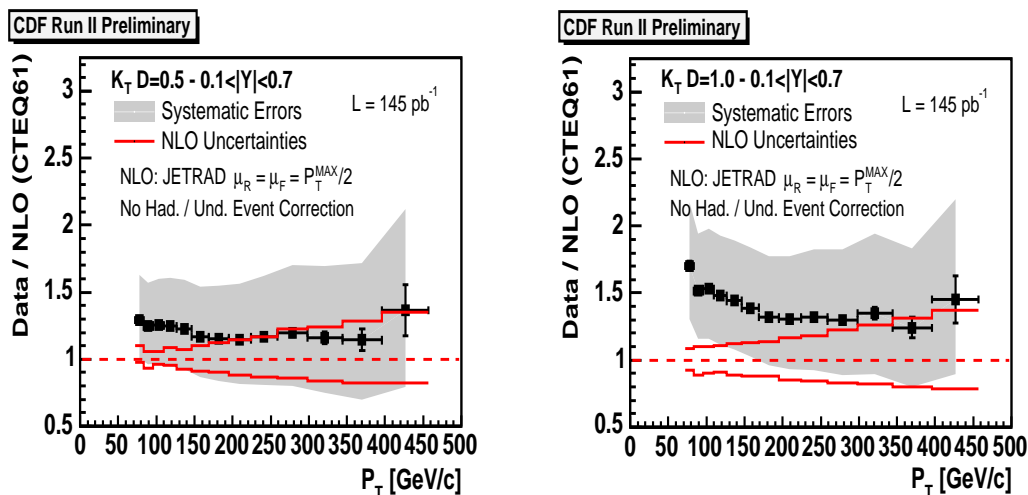 CDF Run II Preliminary
K_T D=0.5 - 0.1<|Y|<0.7
Systematic Errors
L = 145 pb^-1
NLO Uncertainties
NLO: JETRAD μ_R = μ_F = P_T^MAX/2
No Had. / Und. Event Correction
Data / NLO (CTEQ61)
3
2.5
2
1.5
1
0.5
0 50 100 150 200 250 300 350 400 450 500
P_T [GeV/c]
CDF Run II Preliminary
K_T D=1.0 - 0.1<|Y|<0.7
Systematic Errors
L = 145 pb^-1
NLO Uncertainties
NLO: JETRAD μ_R = μ_F = P_T^MAX/2
No Had. / Und. Event Correction
Data / NLO (CTEQ61)
3
2.5
2
1.5
1
0.5
0 50 100 150 200 250 300 350 400 450 500
P_T [GeV/c]